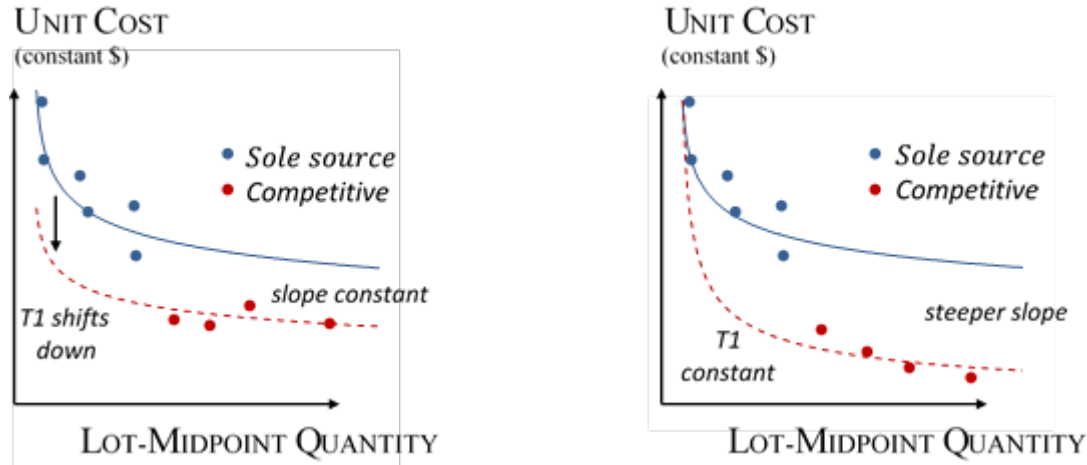 UNIT COST
(constant $)
Sole source
Competitive
slope constant
T1 shifts
down
LOT-MIDPOINT QUANTITY
UNIT COST
(constant $)
Sole source
Competitive
steeper slope
T1
constant
LOT-MIDPOINT QUANTITY